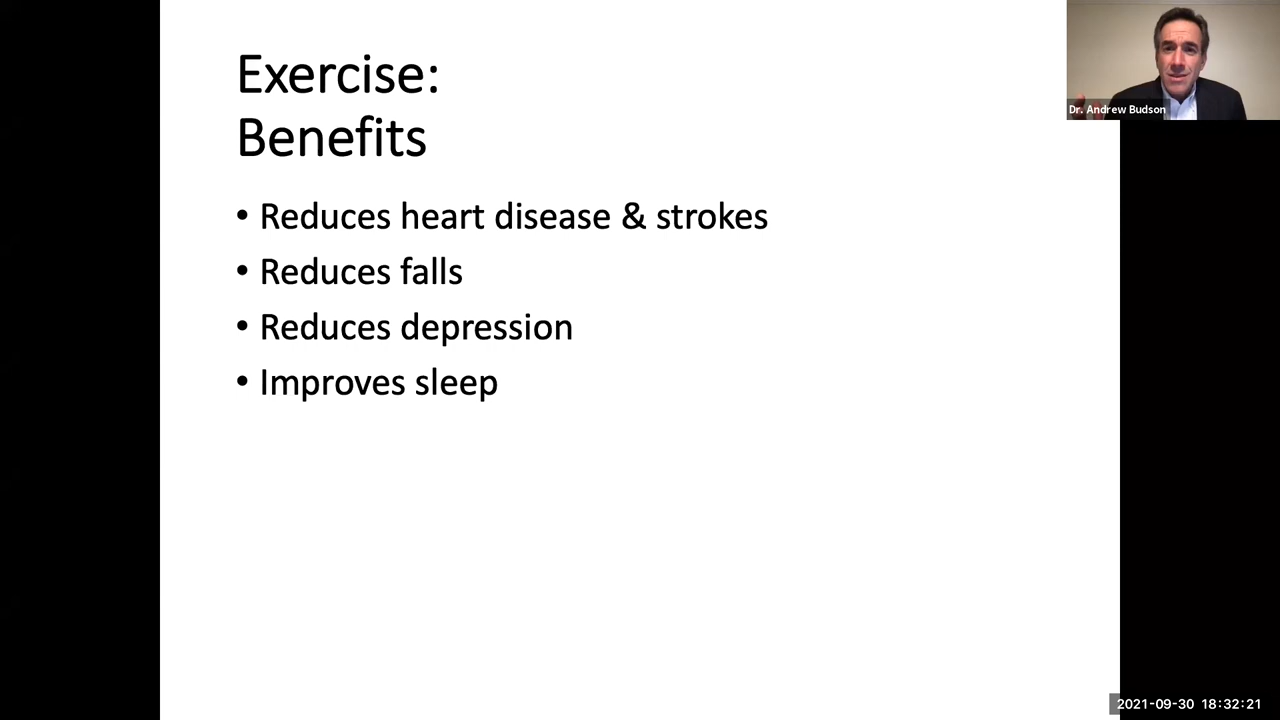 Exercise:
Benefits
• Reduces heart disease & strokes
• Reduces falls
• Reduces depression
• Improves sleep
Dr. Andrew Budson
2021-09-30 18:32:21